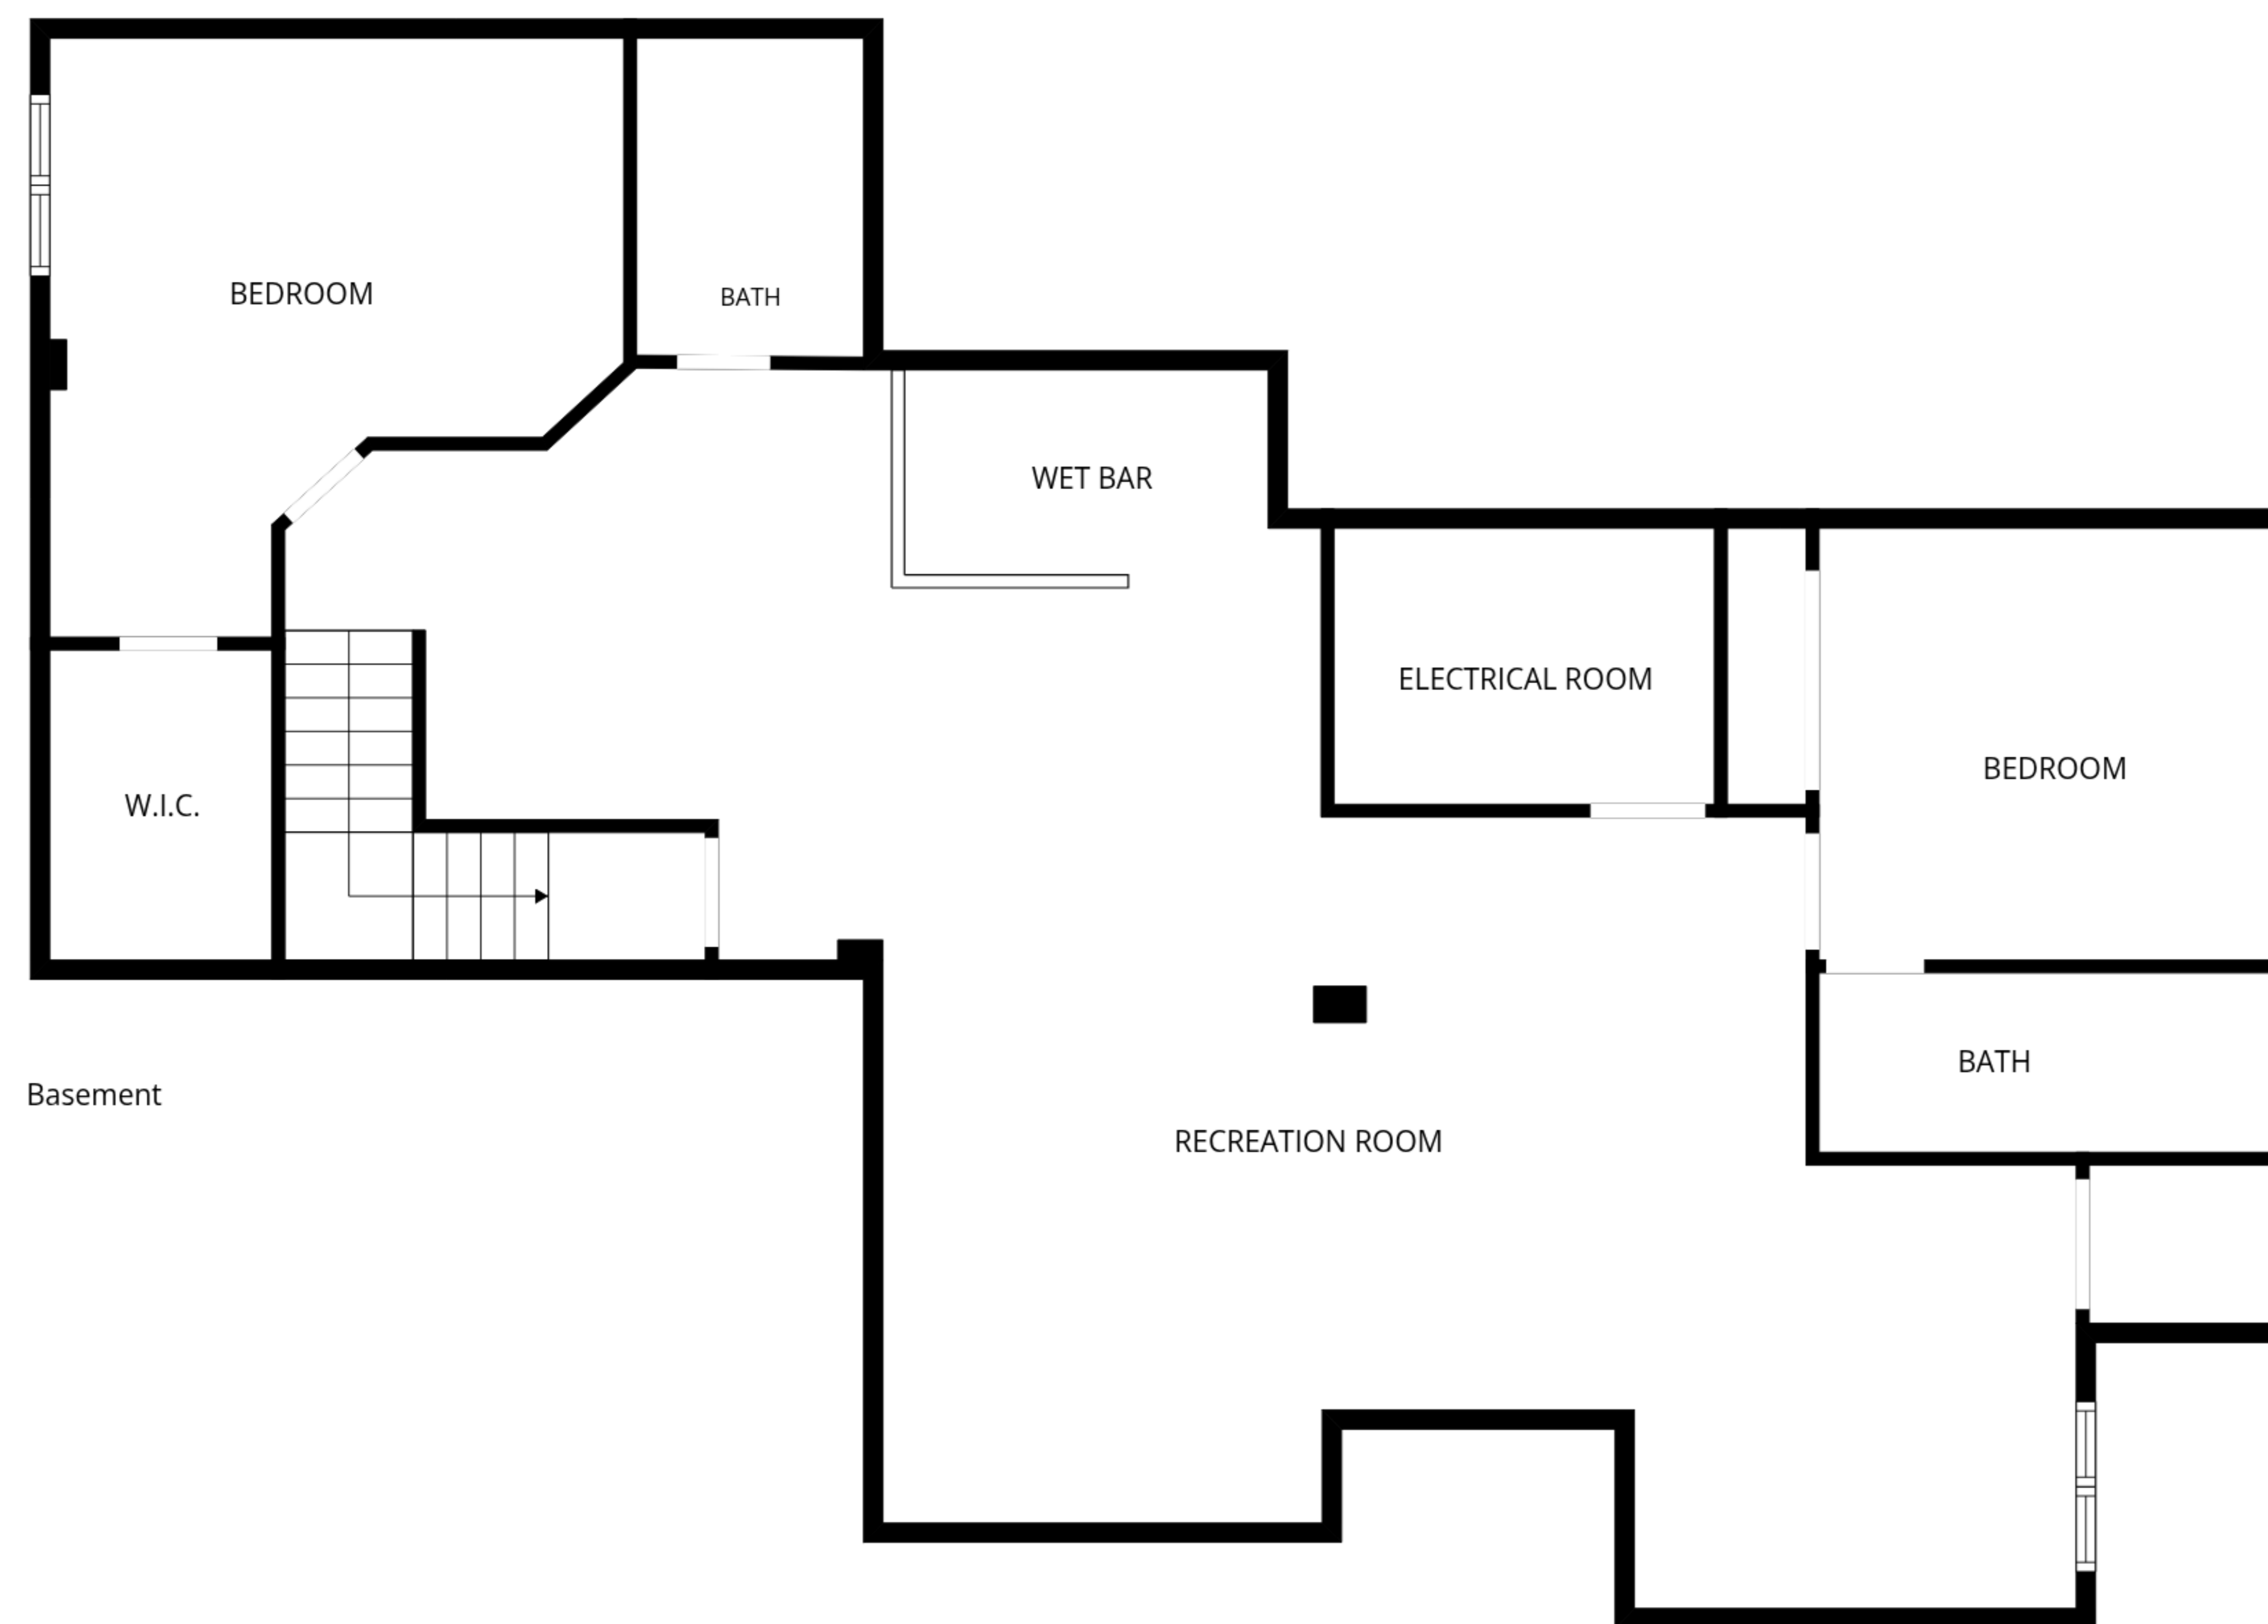 BEDROOM
BATH
WET BAR
ELECTRICAL ROOM
BEDROOM
W.I.C.
BATH
Basement
RECREATION ROOM